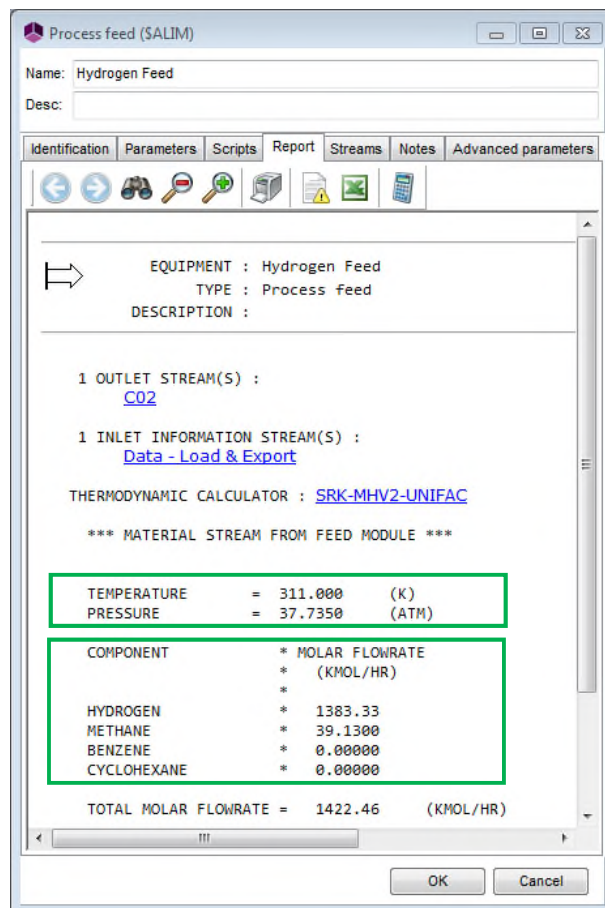 Process feed ($ALIM)
Name: Hydrogen Feed
Desc:
Identification Parameters Scripts Report Streams Notes Advanced parameters
EQUIPMENT : Hydrogen Feed
TYPE : Process feed
DESCRIPTION :
1 OUTLET STREAM(S) :
C02
1 INLET INFORMATION STREAM(S) :
Data - Load & Export
THERMODYNAMIC CALCULATOR : SRK-MHV2-UNIFAC
*** MATERIAL STREAM FROM FEED MODULE ***
TEMPERATURE = 311.000 (K)
PRESSURE = 37.7350 (ATM)
COMPONENT * MOLAR FLOWRATE
* (KMOL/HR)
*
HYDROGEN * 1383.33
METHANE * 39.1300
BENZENE * 0.00000
CYCLOHEXANE * 0.00000
TOTAL MOLAR FLOWRATE = 1422.46 (KMOL/HR)
OK Cancel